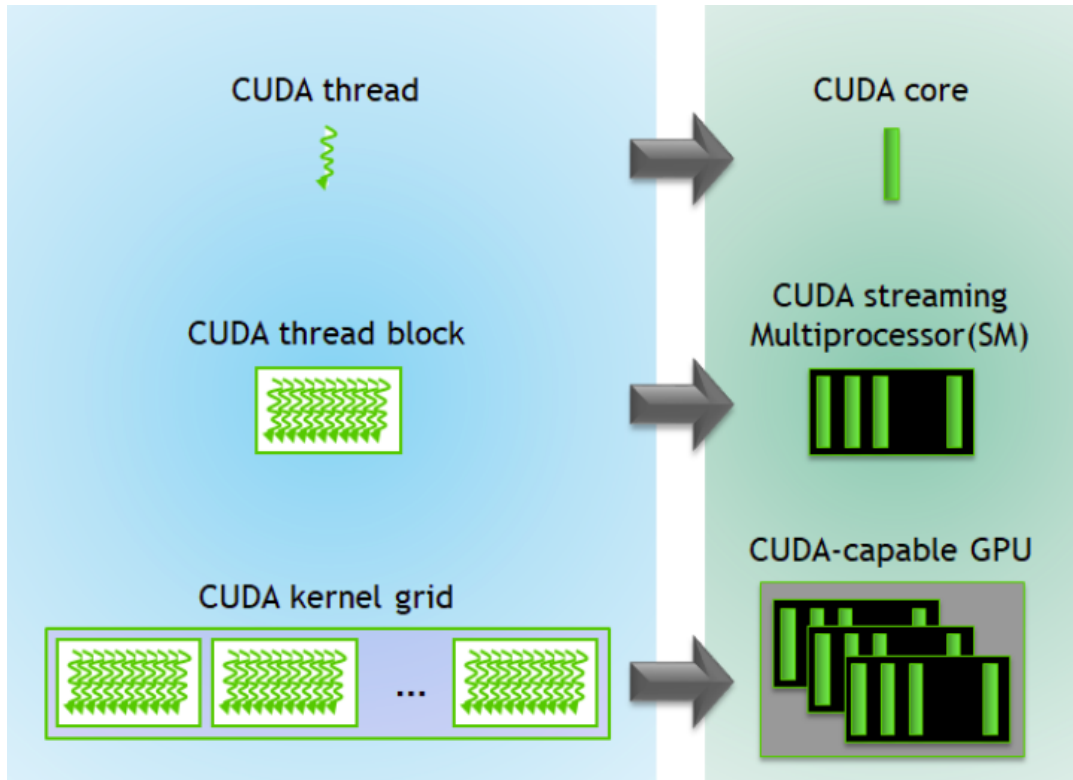 CUDA thread
CUDA core
CUDA thread block
CUDA streaming
Multiprocessor(SM)
CUDA kernel grid
...
CUDA-capable GPU